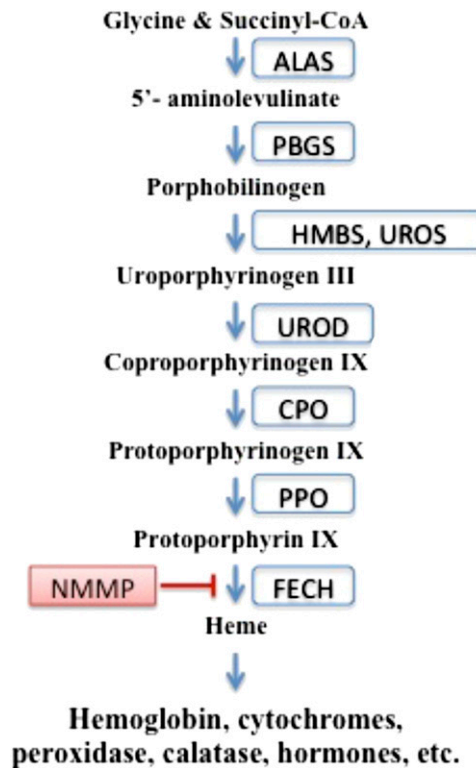 Glycine & Succinyl-CoA
ALAS
5'- aminolevulinate
PBGS
Porphobilinogen
HMBS, UROS
Uroporphyrinogen III
UROD
Coproporphyrinogen IX
CPO
Protoporphyrinogen IX
PPO
Protoporphyrin IX
NMMP FECH
Heme
Hemoglobin, cytochromes,
peroxidase, calatase, hormones, etc.